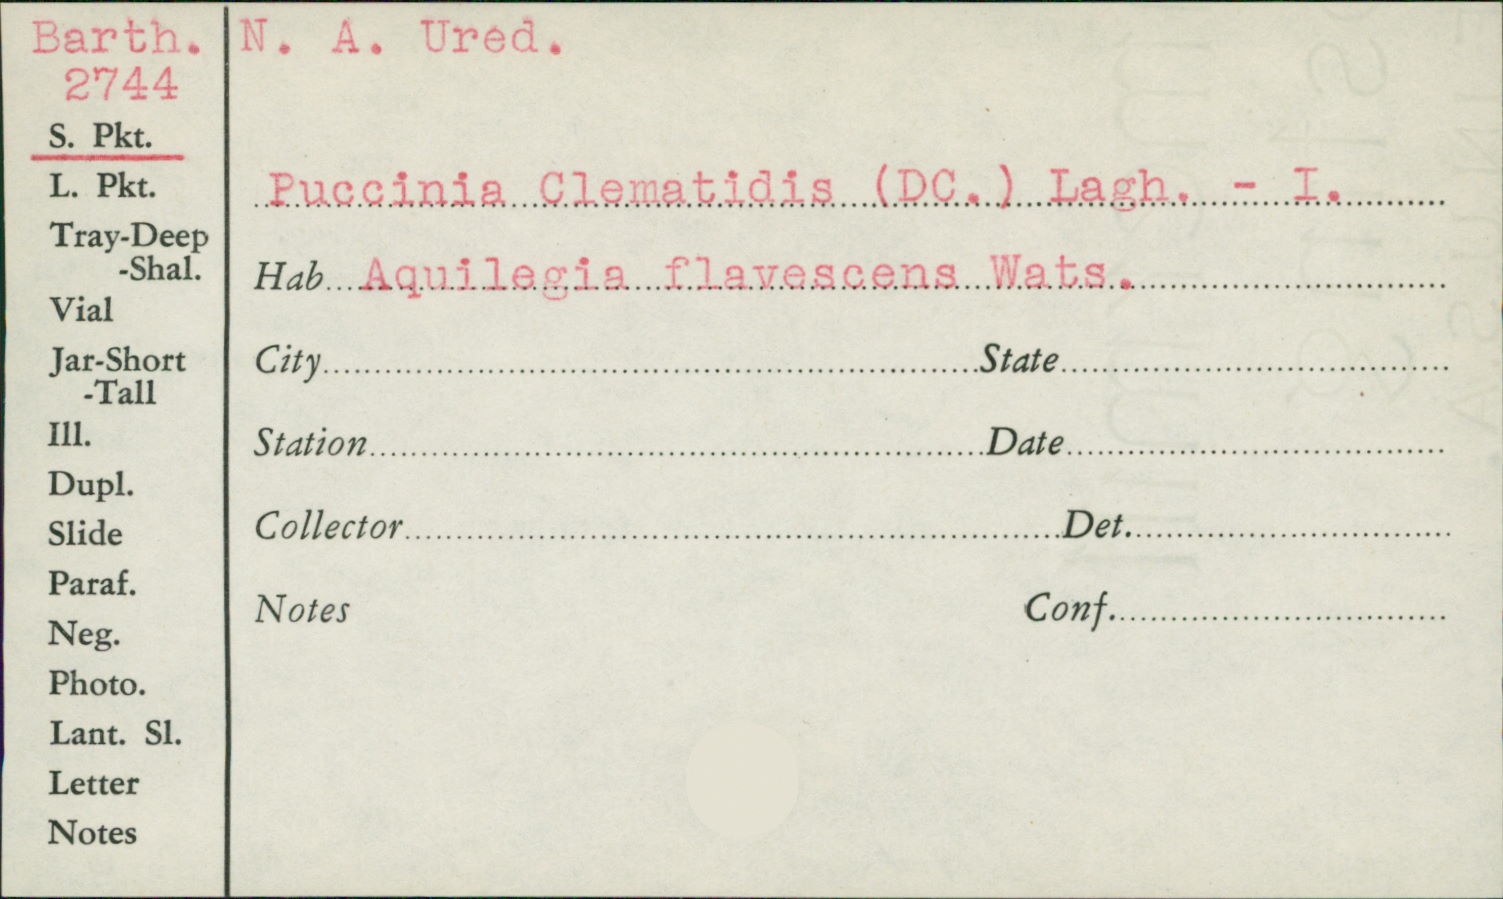 Barth. N. A. Ured.
2744
S. Pkt.
L. Pkt.
Tray-Deep
-Shal.
Vial
Jar-Short
-Tall
Ill.
Dupl.
Slide
Paraf.
Neg.
Photo.
Lant. Sl.
Letter
Notes
Puccinia Clematidis (DC.) Lagh. - I.
Hab Aquilegia flavescens Wats.
City State
Station Date
Collector Det.
Notes Conf.